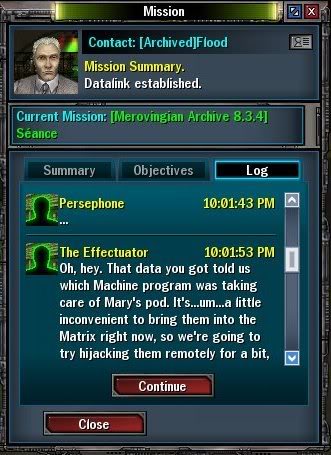 Mission
Contact: [Archived]Flood
Mission Summary.
Datalink established.
Current Mission: [Merovingian Archive 8.3.4]
Séance
Summary
Objectives
Log
Persephone 10:01:43 PM
...
The Effectuator 10:01:53 PM
Oh, hey. That data you got told us
which Machine program was taking
care of Mary's pod. It's...um...a little
inconvenient to bring them into the
Matrix right now, so we're going to
try hijacking them remotely for a bit,
Continue
Close